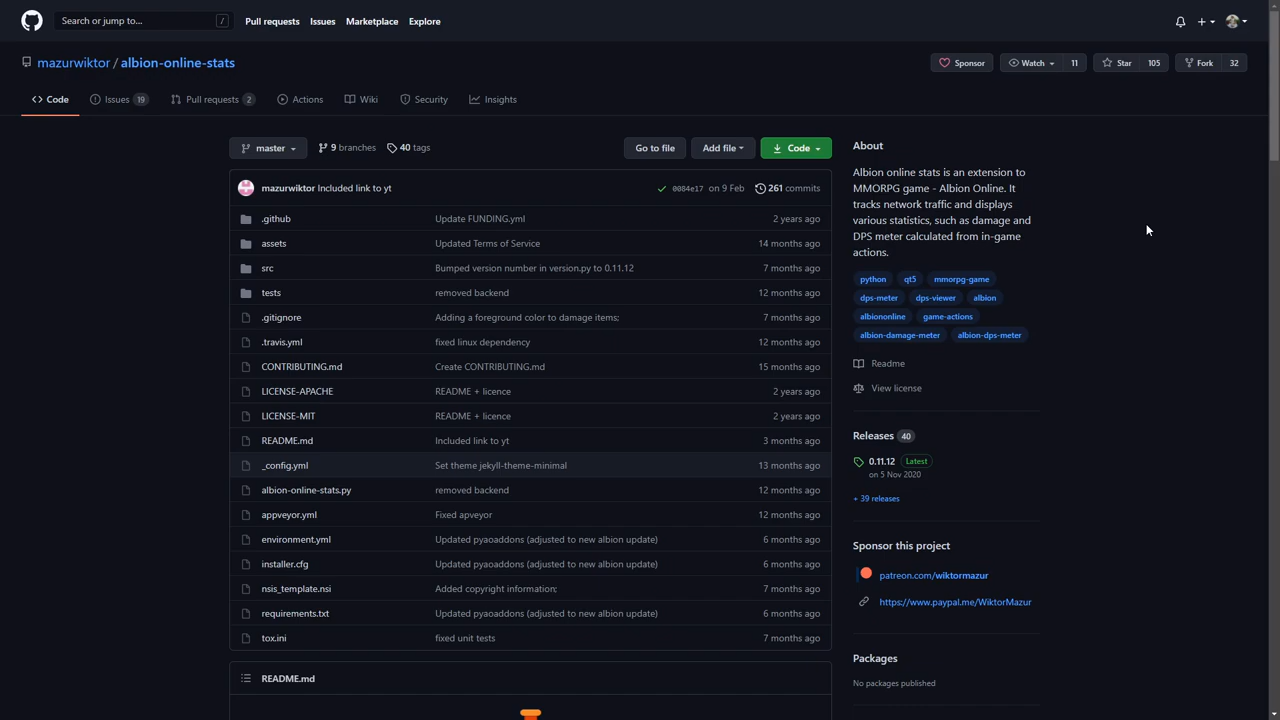 Search or jump to... /
Pull requests Issues Marketplace Explore
mazurwiktor / albion-online-stats
Sponsor Watch 11 Star 105 Fork 32
Code Issues 19 Pull requests 2 Actions Wiki Security Insights
master 9 branches 40 tags Go to file Add file Code
mazurwiktor Included link to yt 0084e17 on 9 Feb 261 commits
.github Update FUNDING.yml 2 years ago
assets Updated Terms of Service 14 months ago
src Bumped version number in version.py to 0.11.12 7 months ago
tests removed backend 12 months ago
.gitignore Adding a foreground color to damage items; 7 months ago
.travis.yml fixed linux dependency 12 months ago
CONTRIBUTING.md Create CONTRIBUTING.md 15 months ago
LICENSE-APACHE README + licence 2 years ago
LICENSE-MIT README + licence 2 years ago
README.md Included link to yt 3 months ago
_config.yml Set theme jekyll-theme-minimal 13 months ago
albion-online-stats.py removed backend 12 months ago
appveyor.yml Fixed apveyor 12 months ago
environment.yml Updated pyaoaddons (adjusted to new albion update) 6 months ago
installer.cfg Updated pyaoaddons (adjusted to new albion update) 6 months ago
nsis_template.nsi Added copyright information; 7 months ago
requirements.txt Updated pyaoaddons (adjusted to new albion update) 6 months ago
tox.ini fixed unit tests 7 months ago
README.md
About
Albion online stats is an extension to
MMORPG game - Albion Online. It
tracks network traffic and displays
various statistics, such as damage and
DPS meter calculated from in-game
actions.
python qt5 mmorpg-game
dps-meter dps-viewer albion
albiononline game-actions
albion-damage-meter albion-dps-meter
Readme
View license
Releases 40
0.11.12 Latest
on 5 Nov 2020
+ 39 releases
Sponsor this project
patreon.com/wiktormazur
https://www.paypal.me/WiktorMazur
Packages
No packages published